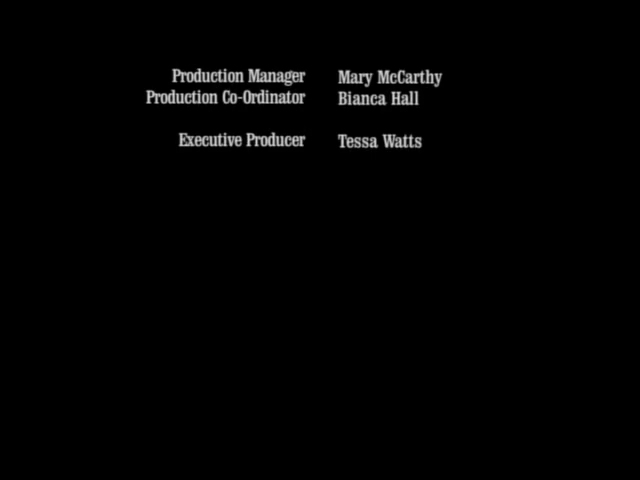 Production Manager Mary McCarthy
Production Co-Ordinator Bianca Hall
Executive Producer Tessa Watts